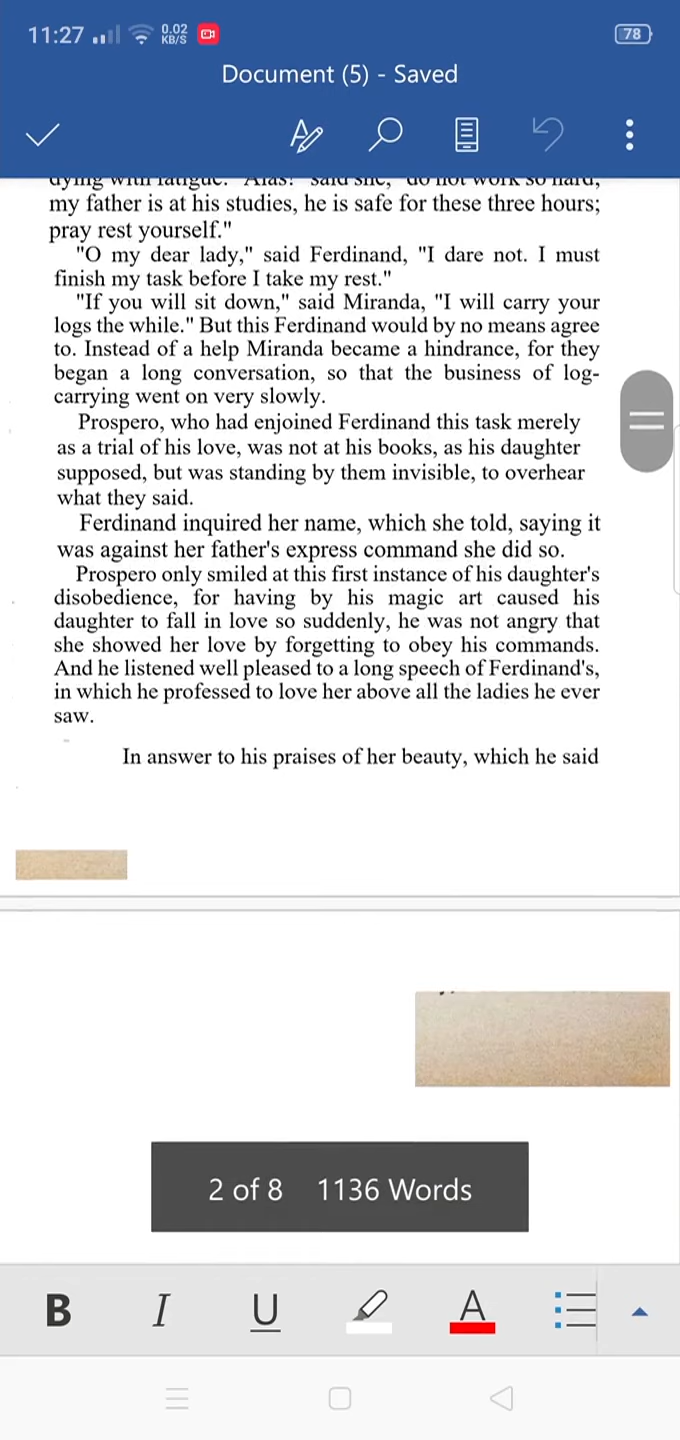 11:27 0.02 KB/S 78
Document (5) - Saved
dying with fatigue. "Alas!" said she, "do not work so hard;
my father is at his studies, he is safe for these three hours;
pray rest yourself."
"O my dear lady," said Ferdinand, "I dare not. I must
finish my task before I take my rest."
"If you will sit down," said Miranda, "I will carry your
logs the while." But this Ferdinand would by no means agree
to. Instead of a help Miranda became a hindrance, for they
began a long conversation, so that the business of log-
carrying went on very slowly.
Prospero, who had enjoined Ferdinand this task merely
as a trial of his love, was not at his books, as his daughter
supposed, but was standing by them invisible, to overhear
what they said.
Ferdinand inquired her name, which she told, saying it
was against her father's express command she did so.
Prospero only smiled at this first instance of his daughter's
disobedience, for having by his magic art caused his
daughter to fall in love so suddenly, he was not angry that
she showed her love by forgetting to obey his commands.
And he listened well pleased to a long speech of Ferdinand's,
in which he professed to love her above all the ladies he ever
saw.
In answer to his praises of her beauty, which he said
2 of 8 1136 Words
B I U A